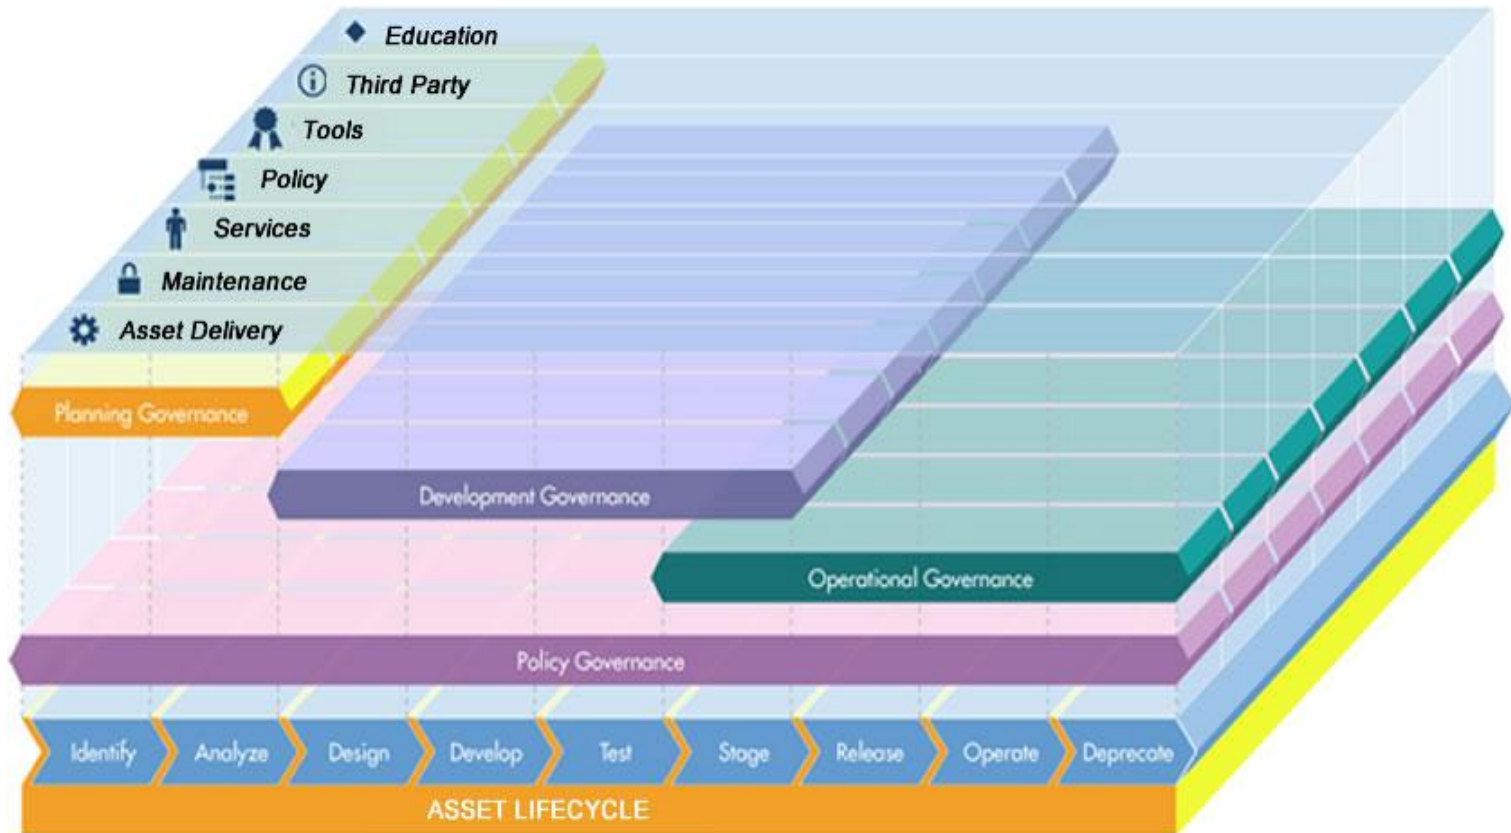 Education
Third Party
Tools
Policy
Services
Maintenance
Asset Delivery
Planning Governance
Development Governance
Operational Governance
Policy Governance
Identify Analyze Design Develop Test Stage Release Operate Deprecate
ASSET LIFECYCLE